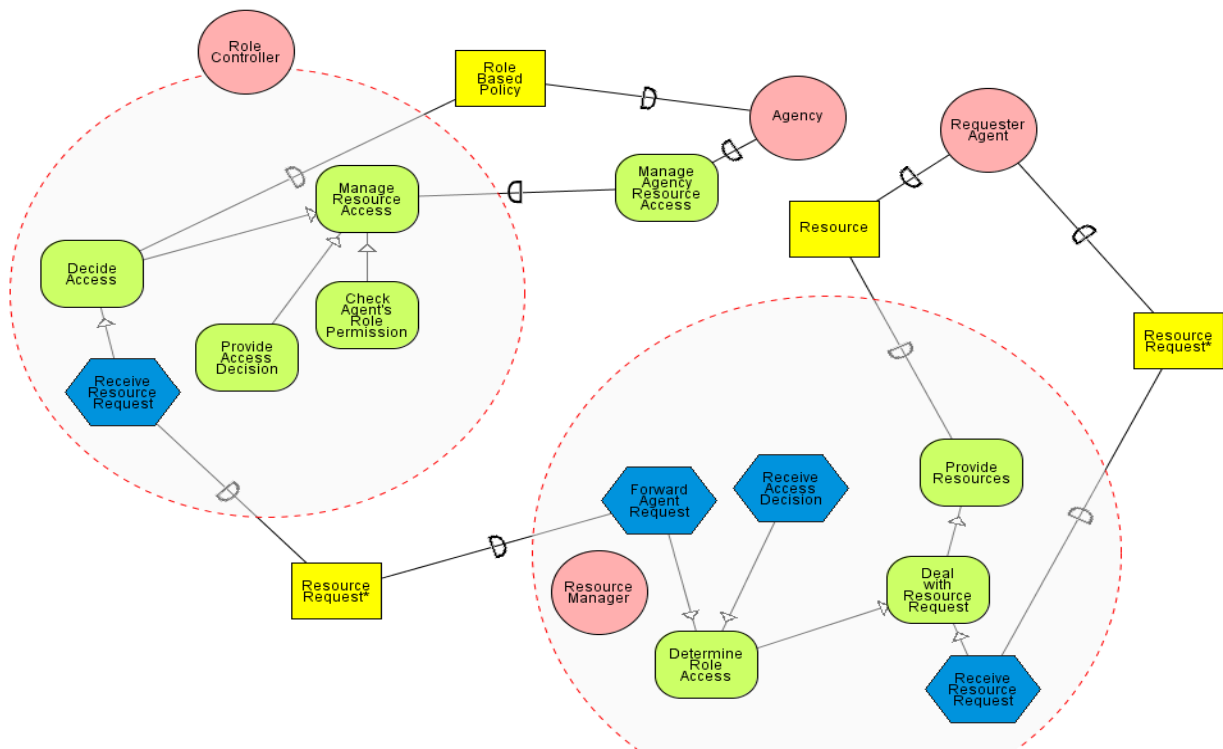 Role
Controller
Role
Based
Policy
Agency
Requester
Agent
Manage
Resource
Access
Manage
Agency
Resource
Access
Resource
Decide
Access
Check
Agent's
Role
Permission
Provide
Access
Decision
Resource
Request*
Receive
Resource
Request
Provide
Resources
Forward
Agent
Request
Receive
Access
Decision
Resource
Request*
Resource
Manager
Deal
with
Resource
Request
Determine
Role
Access
Receive
Resource
Request